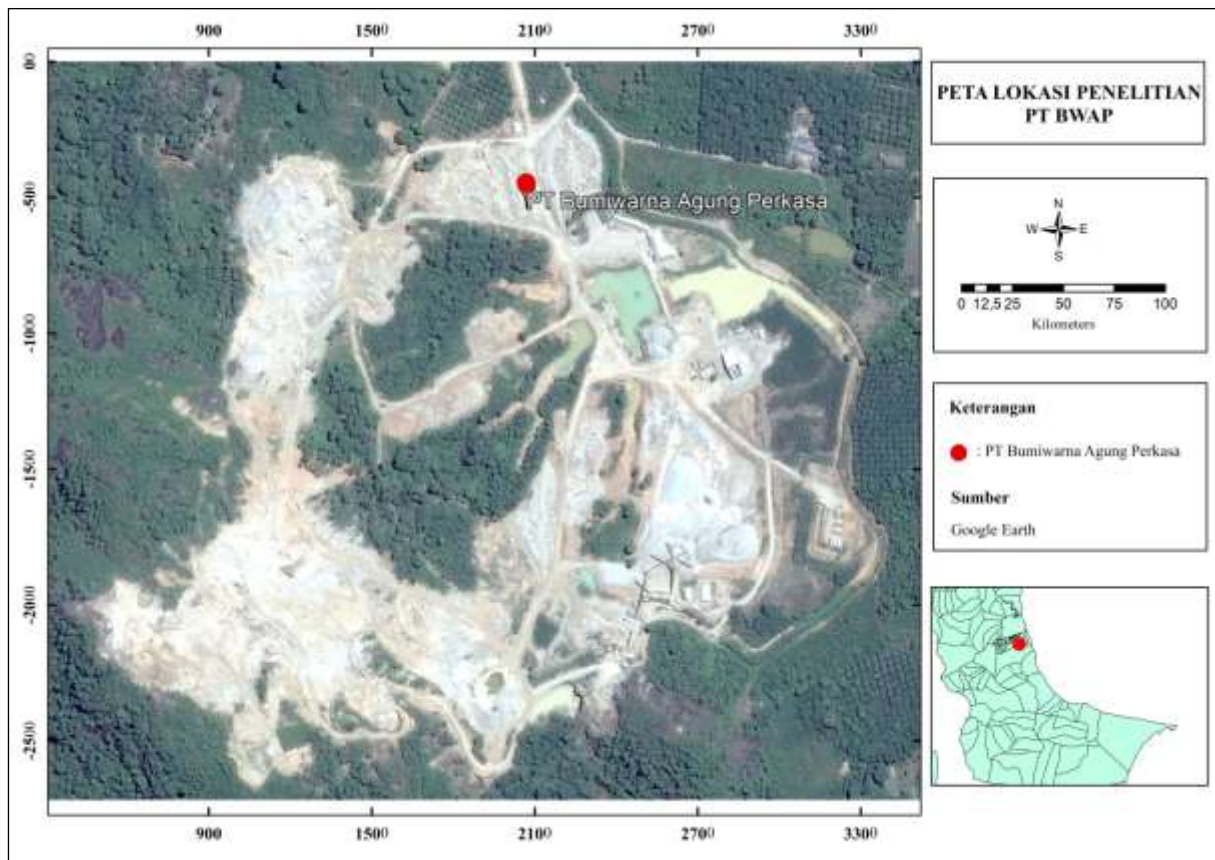 900 1500 2100 2700 3300
00
-500
-1000
-1500
-2000
-2500
PT Bumiwarna Agung Perkasa
900 1500 2100 2700 3300
PETA LOKASI PENELITIAN
PT BWAP
N
W E
S
0 12,5 25 50 75 100
Kilometers
Keterangan
: PT Bumiwarna Agung Perkasa
Sumber
Google Earth